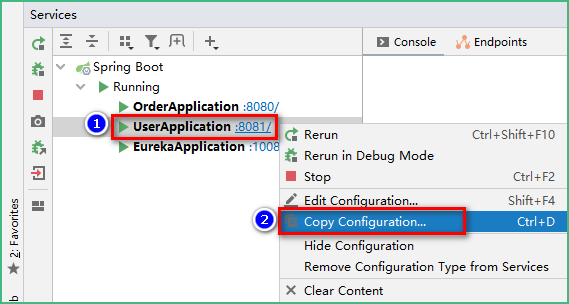 Services
Console
Endpoints
Spring Boot
Running
OrderApplication :8080/
1
UserApplication :8081/
EurekaApplication :1008
Rerun Ctrl+Shift+F10
Rerun in Debug Mode
Stop Ctrl+F2
Edit Configuration... Shift+F4
2
Copy Configuration... Ctrl+D
Hide Configuration
Remove Configuration Type from Services
Clear Content
2: Favorites